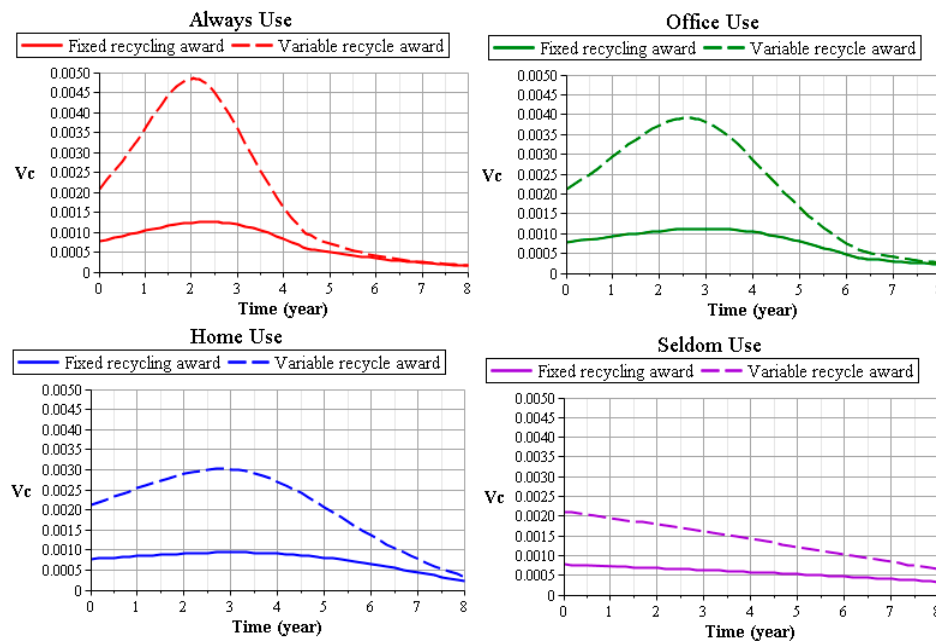 Always Use
Fixed recycling award Variable recycle award
0.0050
0.0045
0.0040
0.0035
0.0030
0.0025
Vc
0.0020
0.0015
0.0010
0.0005
0
0 1 2 3 4 5 6 7 8
Time (year)
Office Use
Fixed recycling award Variable recycle award
0.0050
0.0045
0.0040
0.0035
0.0030
0.0025
Vc
0.0020
0.0015
0.0010
0.0005
0
0 1 2 3 4 5 6 7 8
Time (year)
Home Use
Fixed recycling award Variable recycle award
0.0050
0.0045
0.0040
0.0035
0.0030
0.0025
Vc
0.0020
0.0015
0.0010
0.0005
0
0 1 2 3 4 5 6 7 8
Time (year)
Seldom Use
Fixed recycling award Variable recycle award
0.0050
0.0045
0.0040
0.0035
0.0030
0.0025
Vc
0.0020
0.0015
0.0010
0.0005
0
0 1 2 3 4 5 6 7 8
Time (year)